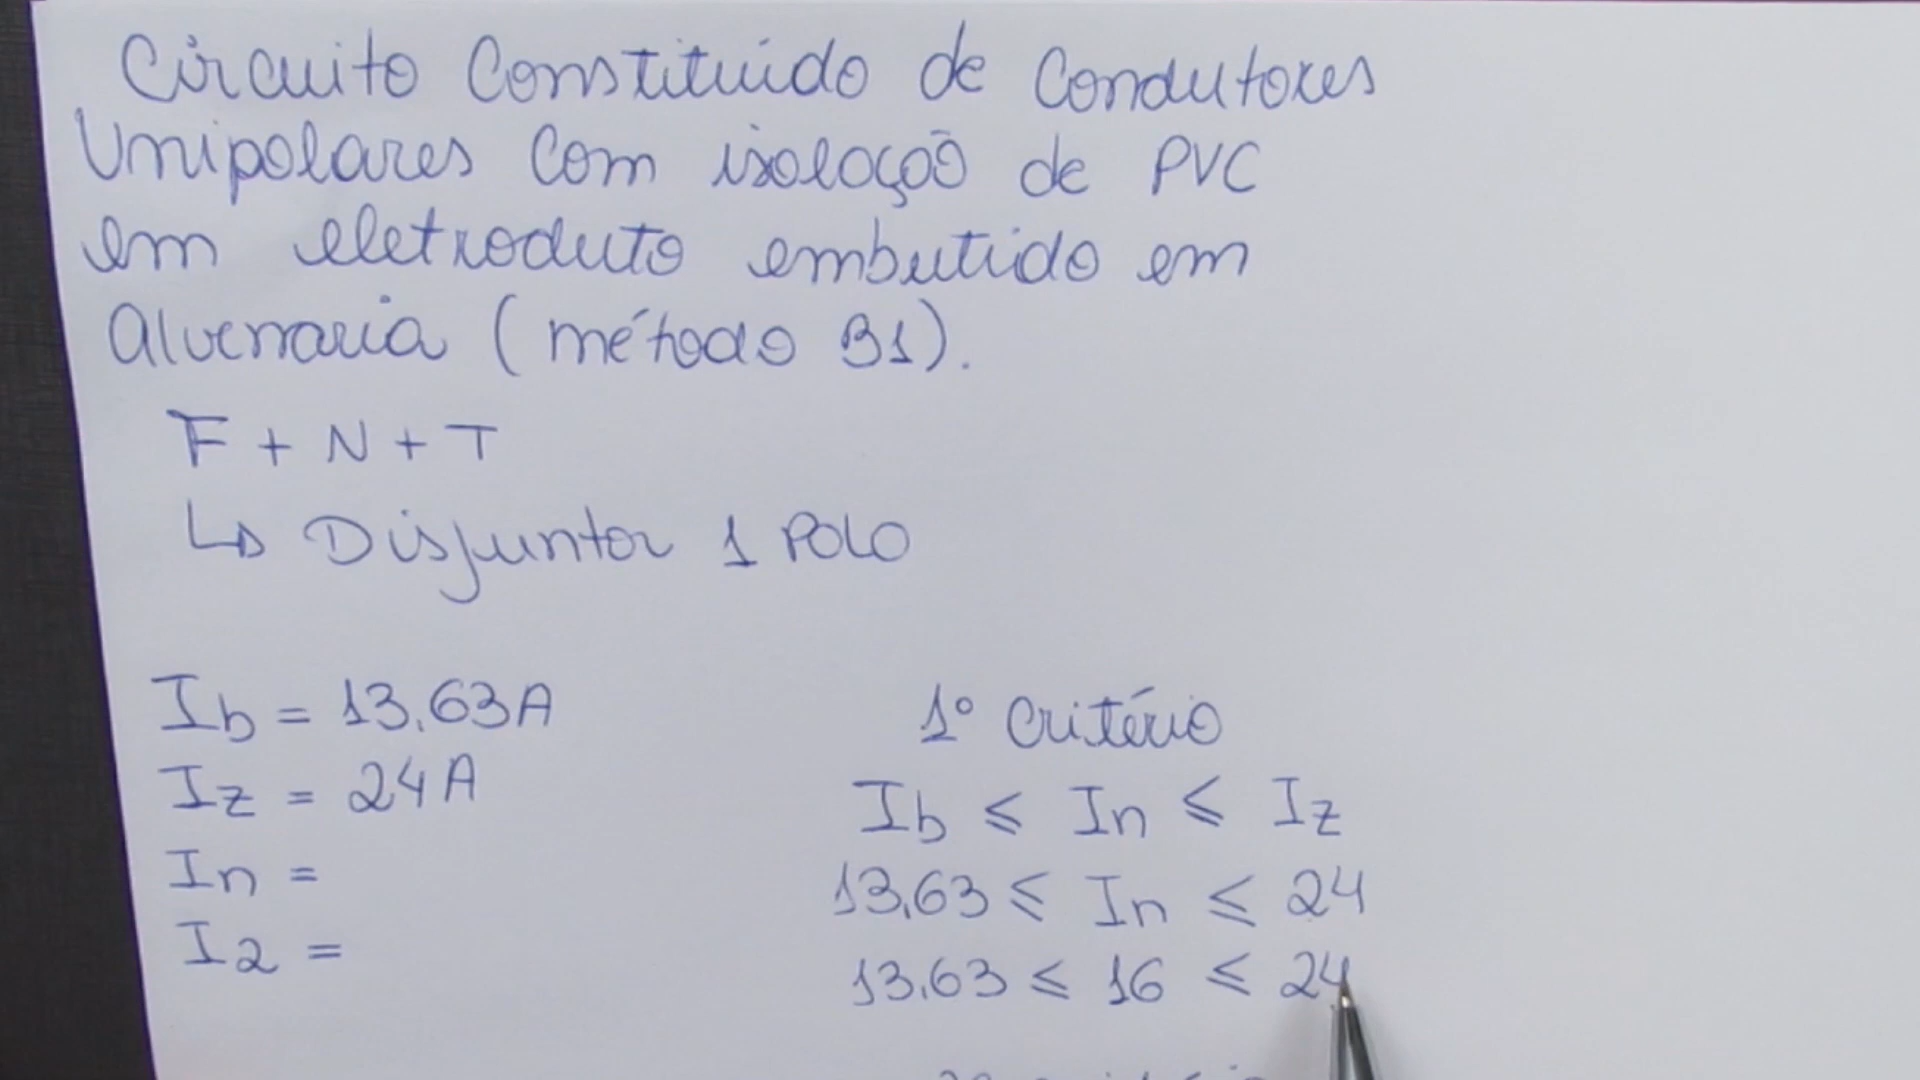 Circuito Constituído de Condutores
Unipolares com isolação de PVC
em eletroduto embutido em
Alvenaria (método B1).
F + N + T
↳ Disjuntor 1 POLO
Ib = 13,63A
Iz = 24A
In =
I2 =
1º Critério
Ib ≤ In ≤ Iz
13,63 ≤ In ≤ 24
13,63 ≤ 16 ≤ 24